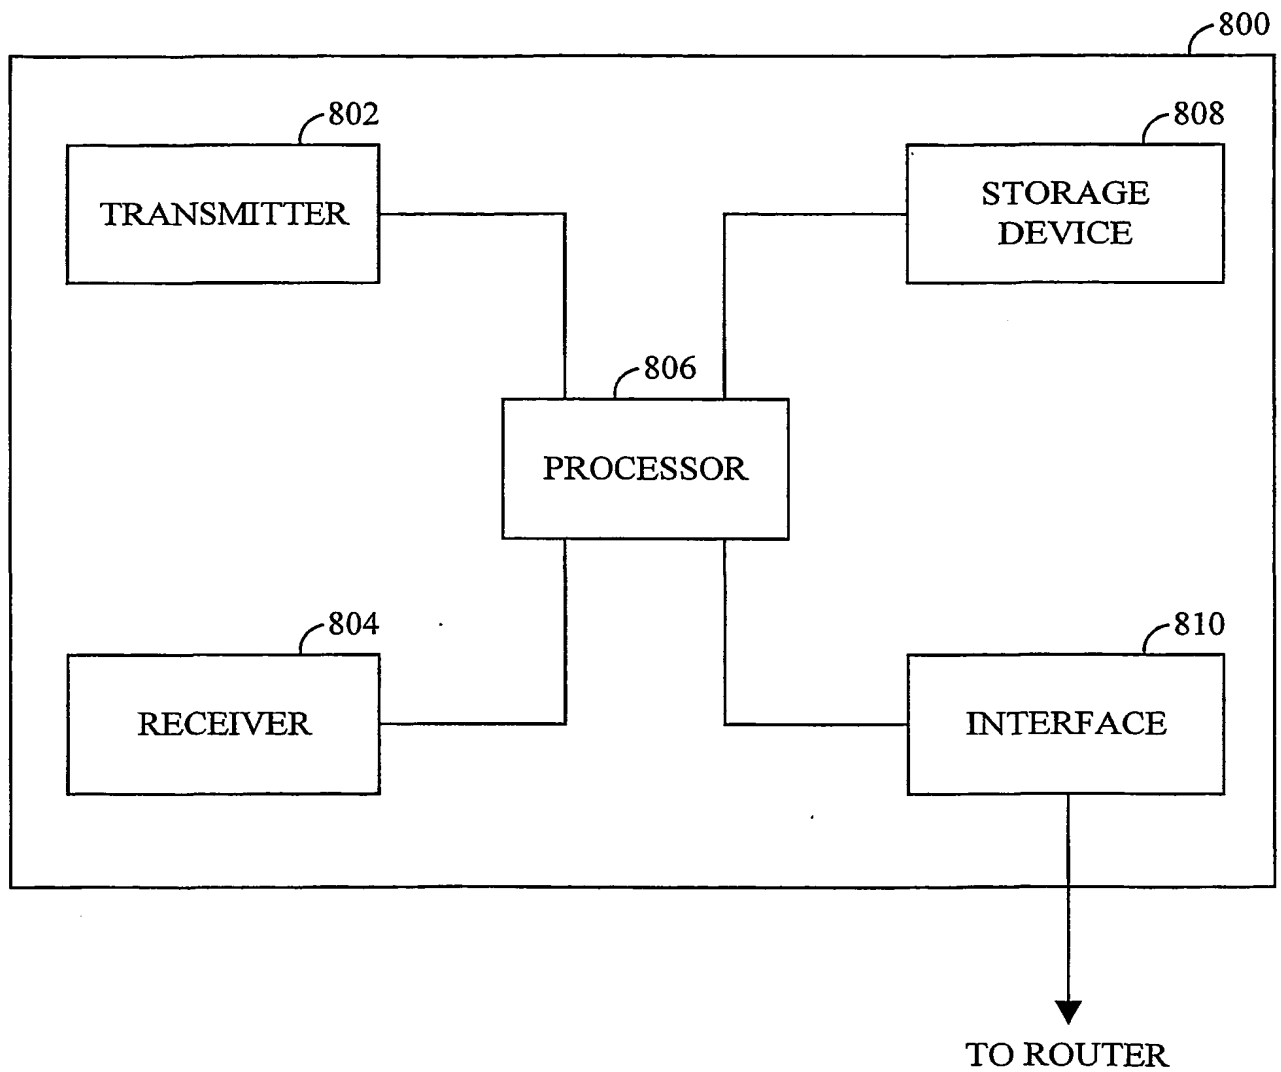 800
802
TRANSMITTER
808
STORAGE
DEVICE
806
PROCESSOR
804
RECEIVER
810
INTERFACE
TO ROUTER